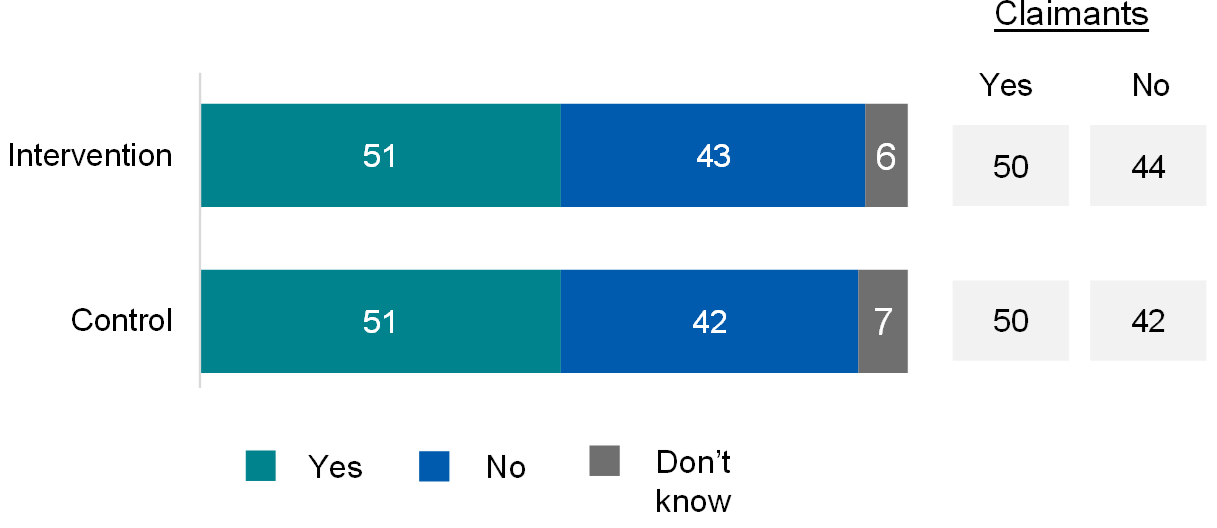 Claimants
Yes No
Intervention 51 43 6 50 44
Control 51 42 7 50 42
Yes No Don’t
know